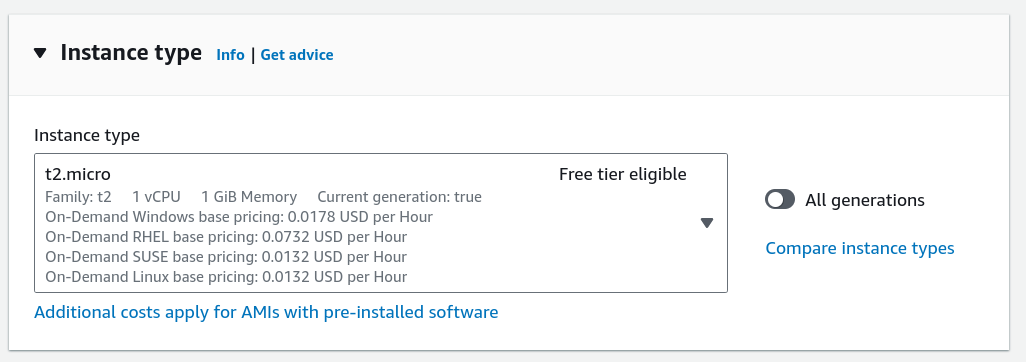 Instance type Info | Get advice
Instance type
t2.micro Free tier eligible
Family: t2 1 vCPU 1 GiB Memory Current generation: true
On-Demand Windows base pricing: 0.0178 USD per Hour
On-Demand RHEL base pricing: 0.0732 USD per Hour
On-Demand SUSE base pricing: 0.0132 USD per Hour
On-Demand Linux base pricing: 0.0132 USD per Hour
All generations
Compare instance types
Additional costs apply for AMIs with pre-installed software